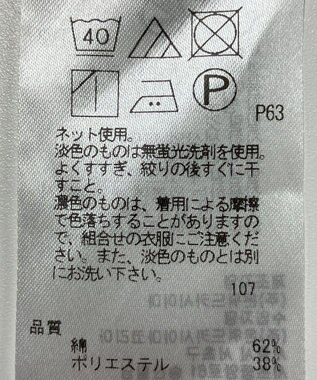 40
P
P63
ネット使用。
淡色のものは無蛍光洗剤を使用。
よくすすぎ、絞りの後すぐに干
すこと。
濃色のものは、着用による摩擦
で色落ちすることがありますの
で、組合せの衣服にご注意くだ
さい。また、淡色のものとは別
にお洗い下さい。
107
品質
綿 62%
ポリエステル 38%